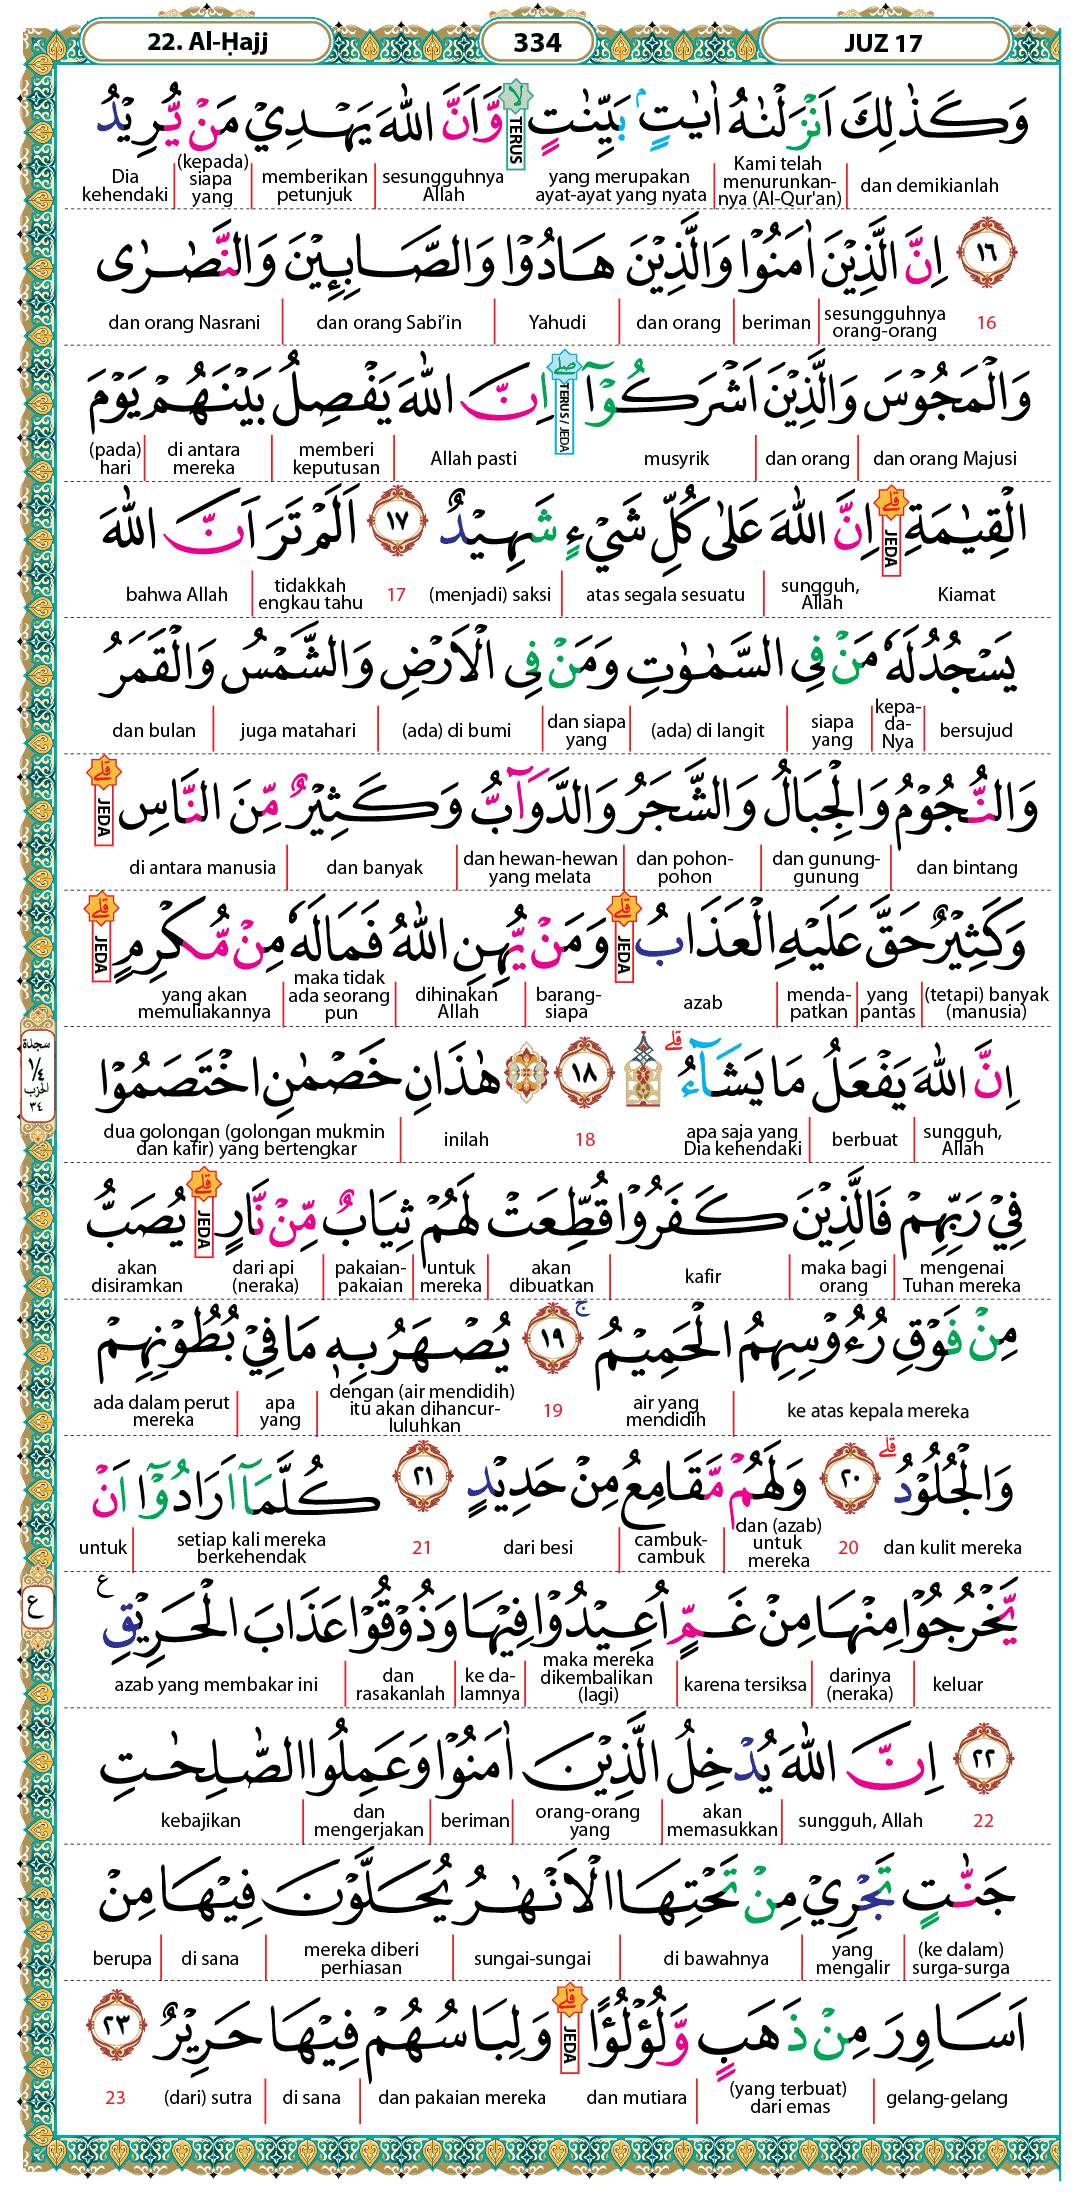 22. Al-Ḥajj 334 JUZ 17
وَكَذٰلِكَ اَنْزَلْنٰهُ اٰيٰتٍۢ بَيِّنٰتٍ لا TERUS وَّاَنَّ اللّٰهَ يَهْدِيْ مَنْ يُّرِيْدُ
dan demikianlah | Kami telah menurunkan-nya (Al-Qur'an) | yang merupakan ayat-ayat yang nyata | sesungguhnya Allah | memberikan petunjuk | (kepada) siapa yang | Dia kehendaki
١٦ اِنَّ الَّذِيْنَ اٰمَنُوْا وَالَّذِيْنَ هَادُوْا وَالصَّابِـِٕيْنَ وَالنَّصٰرٰى
16 sesungguhnya orang-orang | beriman | dan orang | Yahudi | dan orang Sabi’in | dan orang Nasrani
وَالْمَجُوْسَ وَالَّذِيْنَ اَشْرَكُوْٓا صلے TERUS / JEDA اِنَّ اللّٰهَ يَفْصِلُ بَيْنَهُمْ يَوْمَ
dan orang Majusi | dan orang | musyrik Allah pasti | memberi keputusan | di antara mereka | (pada) hari
الْقِيٰمَةِ قلے JEDA اِنَّ اللّٰهَ عَلٰى كُلِّ شَيْءٍ شَهِيْدٌ ١٧ اَلَمْ تَرَ اَنَّ اللّٰهَ
Kiamat sungguh, Allah | atas segala sesuatu | (menjadi) saksi 17 tidakkah engkau tahu | bahwa Allah
يَسْجُدُ لَهٗ مَنْ فِى السَّمٰوٰتِ وَمَنْ فِى الْاَرْضِ وَالشَّمْسُ وَالْقَمَرُ
bersujud | kepa-da-Nya | siapa yang | (ada) di langit | dan siapa yang | (ada) di bumi | juga matahari | dan bulan
وَالنُّجُوْمُ وَالْجِبَالُ وَالشَّجَرُ وَالدَّوَاۤبُّ وَكَثِيْرٌ مِّنَ النَّاسِ قلے JEDA
dan bintang | dan gunung-gunung | dan pohon-pohon | dan hewan-hewan yang melata | dan banyak | di antara manusia
وَكَثِيْرٌ حَقَّ عَلَيْهِ الْعَذَابُ قلے JEDA وَمَنْ يُّهِنِ اللّٰهُ فَمَا لَهٗ مِنْ مُّكْرِمٍ قلے JEDA
(tetapi) banyak (manusia) | yang pantas | menda-patkan | azab barang-siapa | dihinakan Allah | maka tidak ada seorang pun | yang akan memuliakannya
سجدة ١/٤ الحزب ٣٤
اِنَّ اللّٰهَ يَفْعَلُ مَا يَشَاۤءُ قلے ١٨ هٰذَانِ خَصْمٰنِ اخْتَصَمُوْا
sungguh, Allah | berbuat | apa saja yang Dia kehendaki 18 inilah | dua golongan (golongan mukmin dan kafir) yang bertengkar
فِيْ رَبِّهِمْ فَالَّذِيْنَ كَفَرُوْا قُطِّعَتْ لَهُمْ ثِيَابٌ مِّنْ نَّارٍ قلے JEDA يُصَبُّ
mengenai Tuhan mereka | maka bagi orang | kafir | akan dibuatkan | untuk mereka | pakaian-pakaian | dari api (neraka) akan disiramkan
مِنْ فَوْقِ رُءُوْسِهِمُ الْحَمِيْمُ ج ١٩ يُصْهَرُ بِهٖ مَا فِيْ بُطُوْنِهِمْ
ke atas kepala mereka | air yang mendidih 19 dengan (air mendidih) itu akan dihancur-luluhkan | apa yang | ada dalam perut mereka
وَالْجُلُوْدُ قلے ٢٠ وَلَهُمْ مَّقَامِعُ مِنْ حَدِيْدٍ ٢١ كُلَّمَآ اَرَادُوْٓا اَنْ
dan kulit mereka 20 dan (azab) untuk mereka | cambuk-cambuk | dari besi 21 setiap kali mereka berkehendak | untuk
ع
يَّخْرُجُوْا مِنْهَا مِنْ غَمٍّ اُعِيْدُوْا فِيْهَا وَذُوْقُوْا عَذَابَ الْحَرِيْقِ ع
keluar | darinya (neraka) | karena tersiksa | maka mereka dikembalikan (lagi) | ke da-lamnya | dan rasakanlah | azab yang membakar ini
٢٢ اِنَّ اللّٰهَ يُدْخِلُ الَّذِيْنَ اٰمَنُوْا وَعَمِلُوا الصّٰلِحٰتِ
22 sungguh, Allah | akan memasukkan | orang-orang yang | beriman | dan mengerjakan | kebajikan
جَنّٰتٍ تَجْرِيْ مِنْ تَحْتِهَا الْاَنْهٰرُ يُحَلَّوْنَ فِيْهَا مِنْ
(ke dalam) surga-surga | yang mengalir | di bawahnya | sungai-sungai | mereka diberi perhiasan | di sana | berupa
اَسَاوِرَ مِنْ ذَهَبٍ وَّلُؤْلُؤًا قلے JEDA وَلِبَاسُهُمْ فِيْهَا حَرِيْرٌ ٢٣
gelang-gelang | (yang terbuat) dari emas | dan mutiara dan pakaian mereka | di sana | (dari) sutra 23